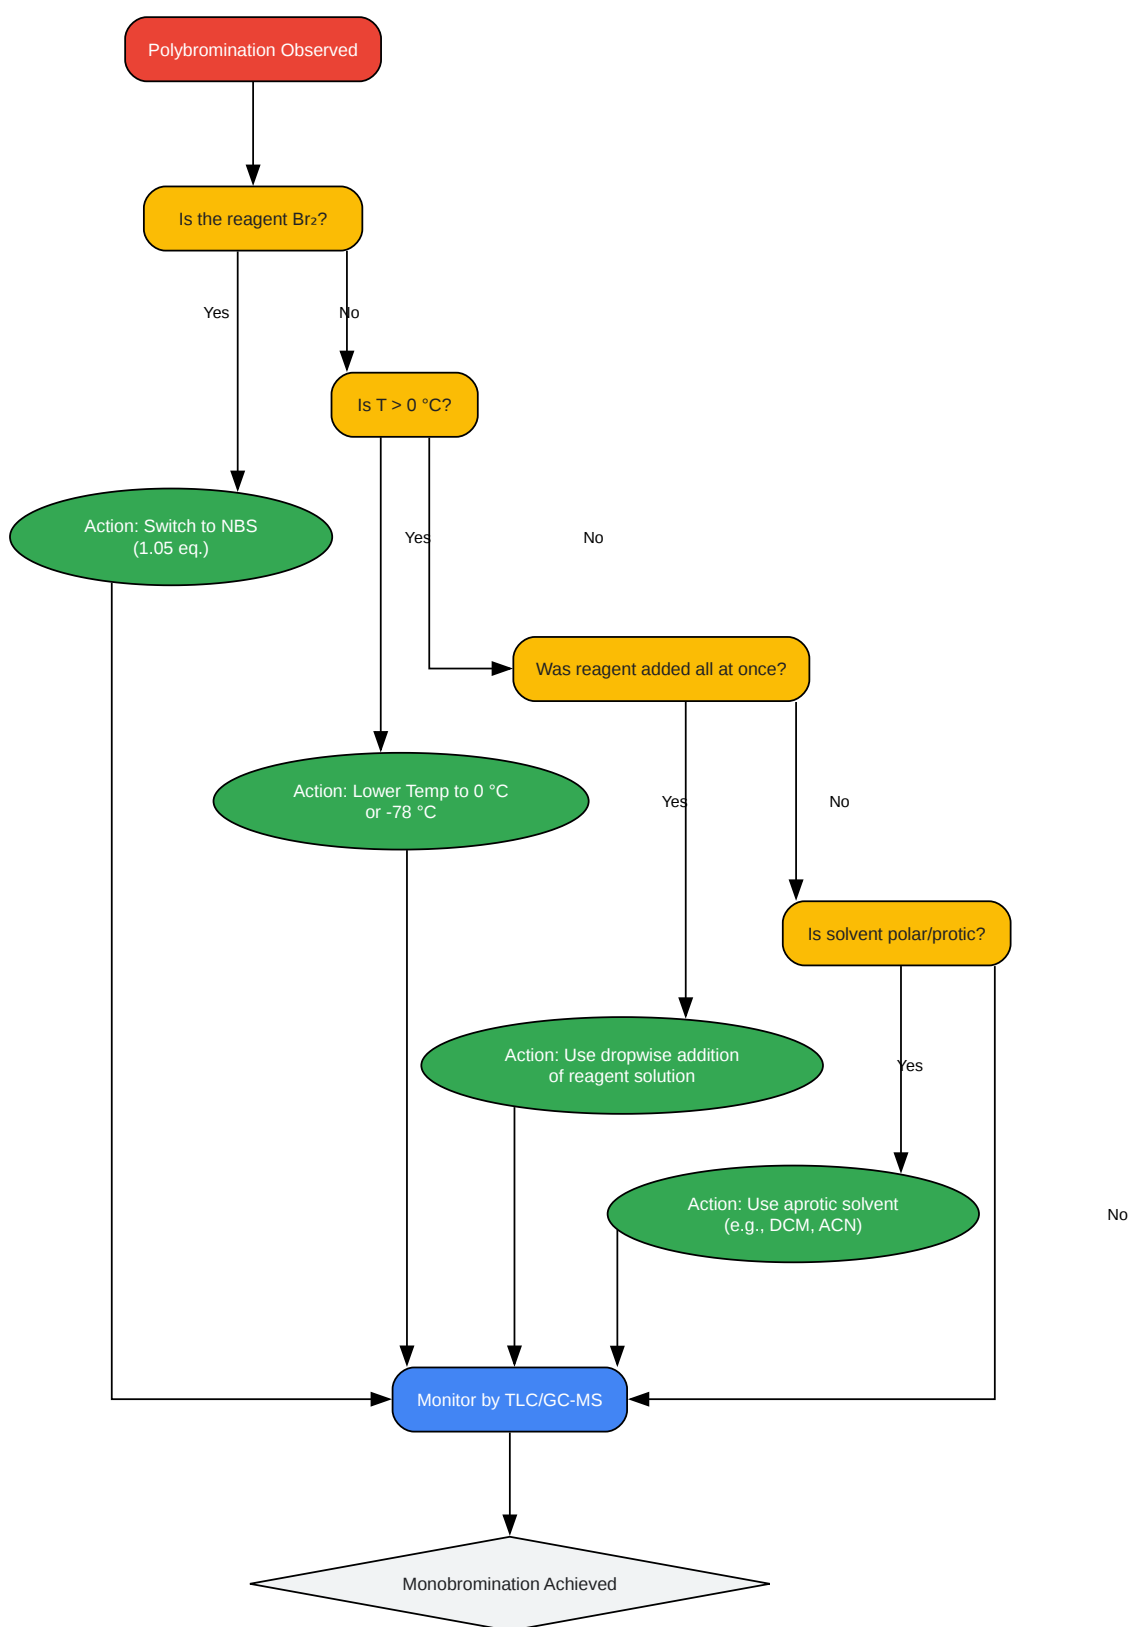 Polybromination Observed
Is the reagent Br₂?
Yes
No
Is T > 0 °C?
Action: Switch to NBS
(1.05 eq.)
Yes
No
Was reagent added all at once?
Action: Lower Temp to 0 °C
or -78 °C
Yes
No
Is solvent polar/protic?
Action: Use dropwise addition
of reagent solution
Yes
Action: Use aprotic solvent
(e.g., DCM, ACN)
No
Monitor by TLC/GC-MS
Monobromination Achieved